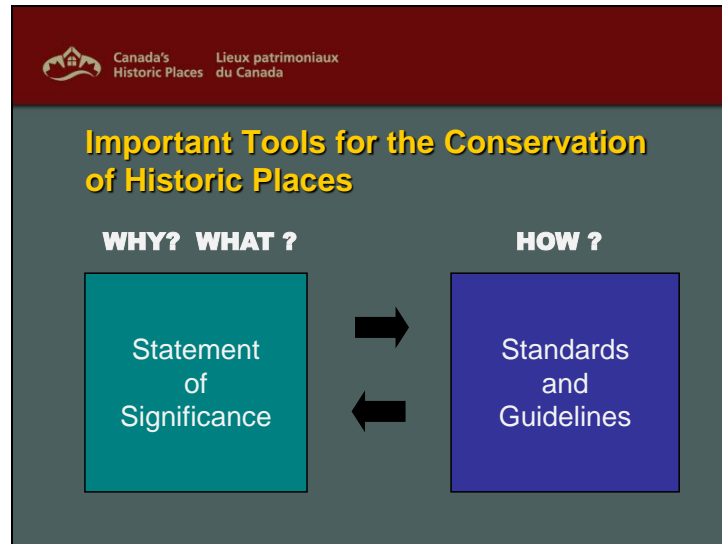 Canada's Historic Places
Lieux patrimoniaux du Canada
Important Tools for the Conservation
of Historic Places
WHY? WHAT ?
HOW ?
Statement
of
Significance
Standards
and
Guidelines